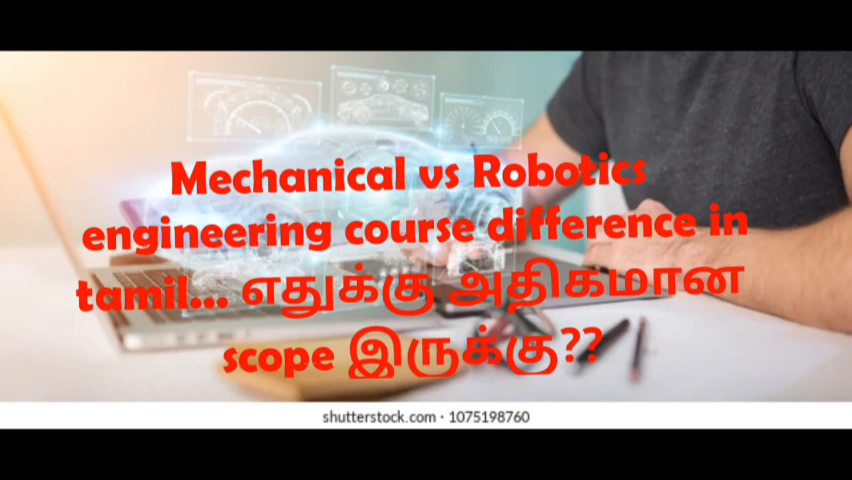 Mechanical vs Robotics
engineering course difference in
tamil... எதுக்கு அதிகமான
scope இருக்கு??
shutterstock.com · 1075198760